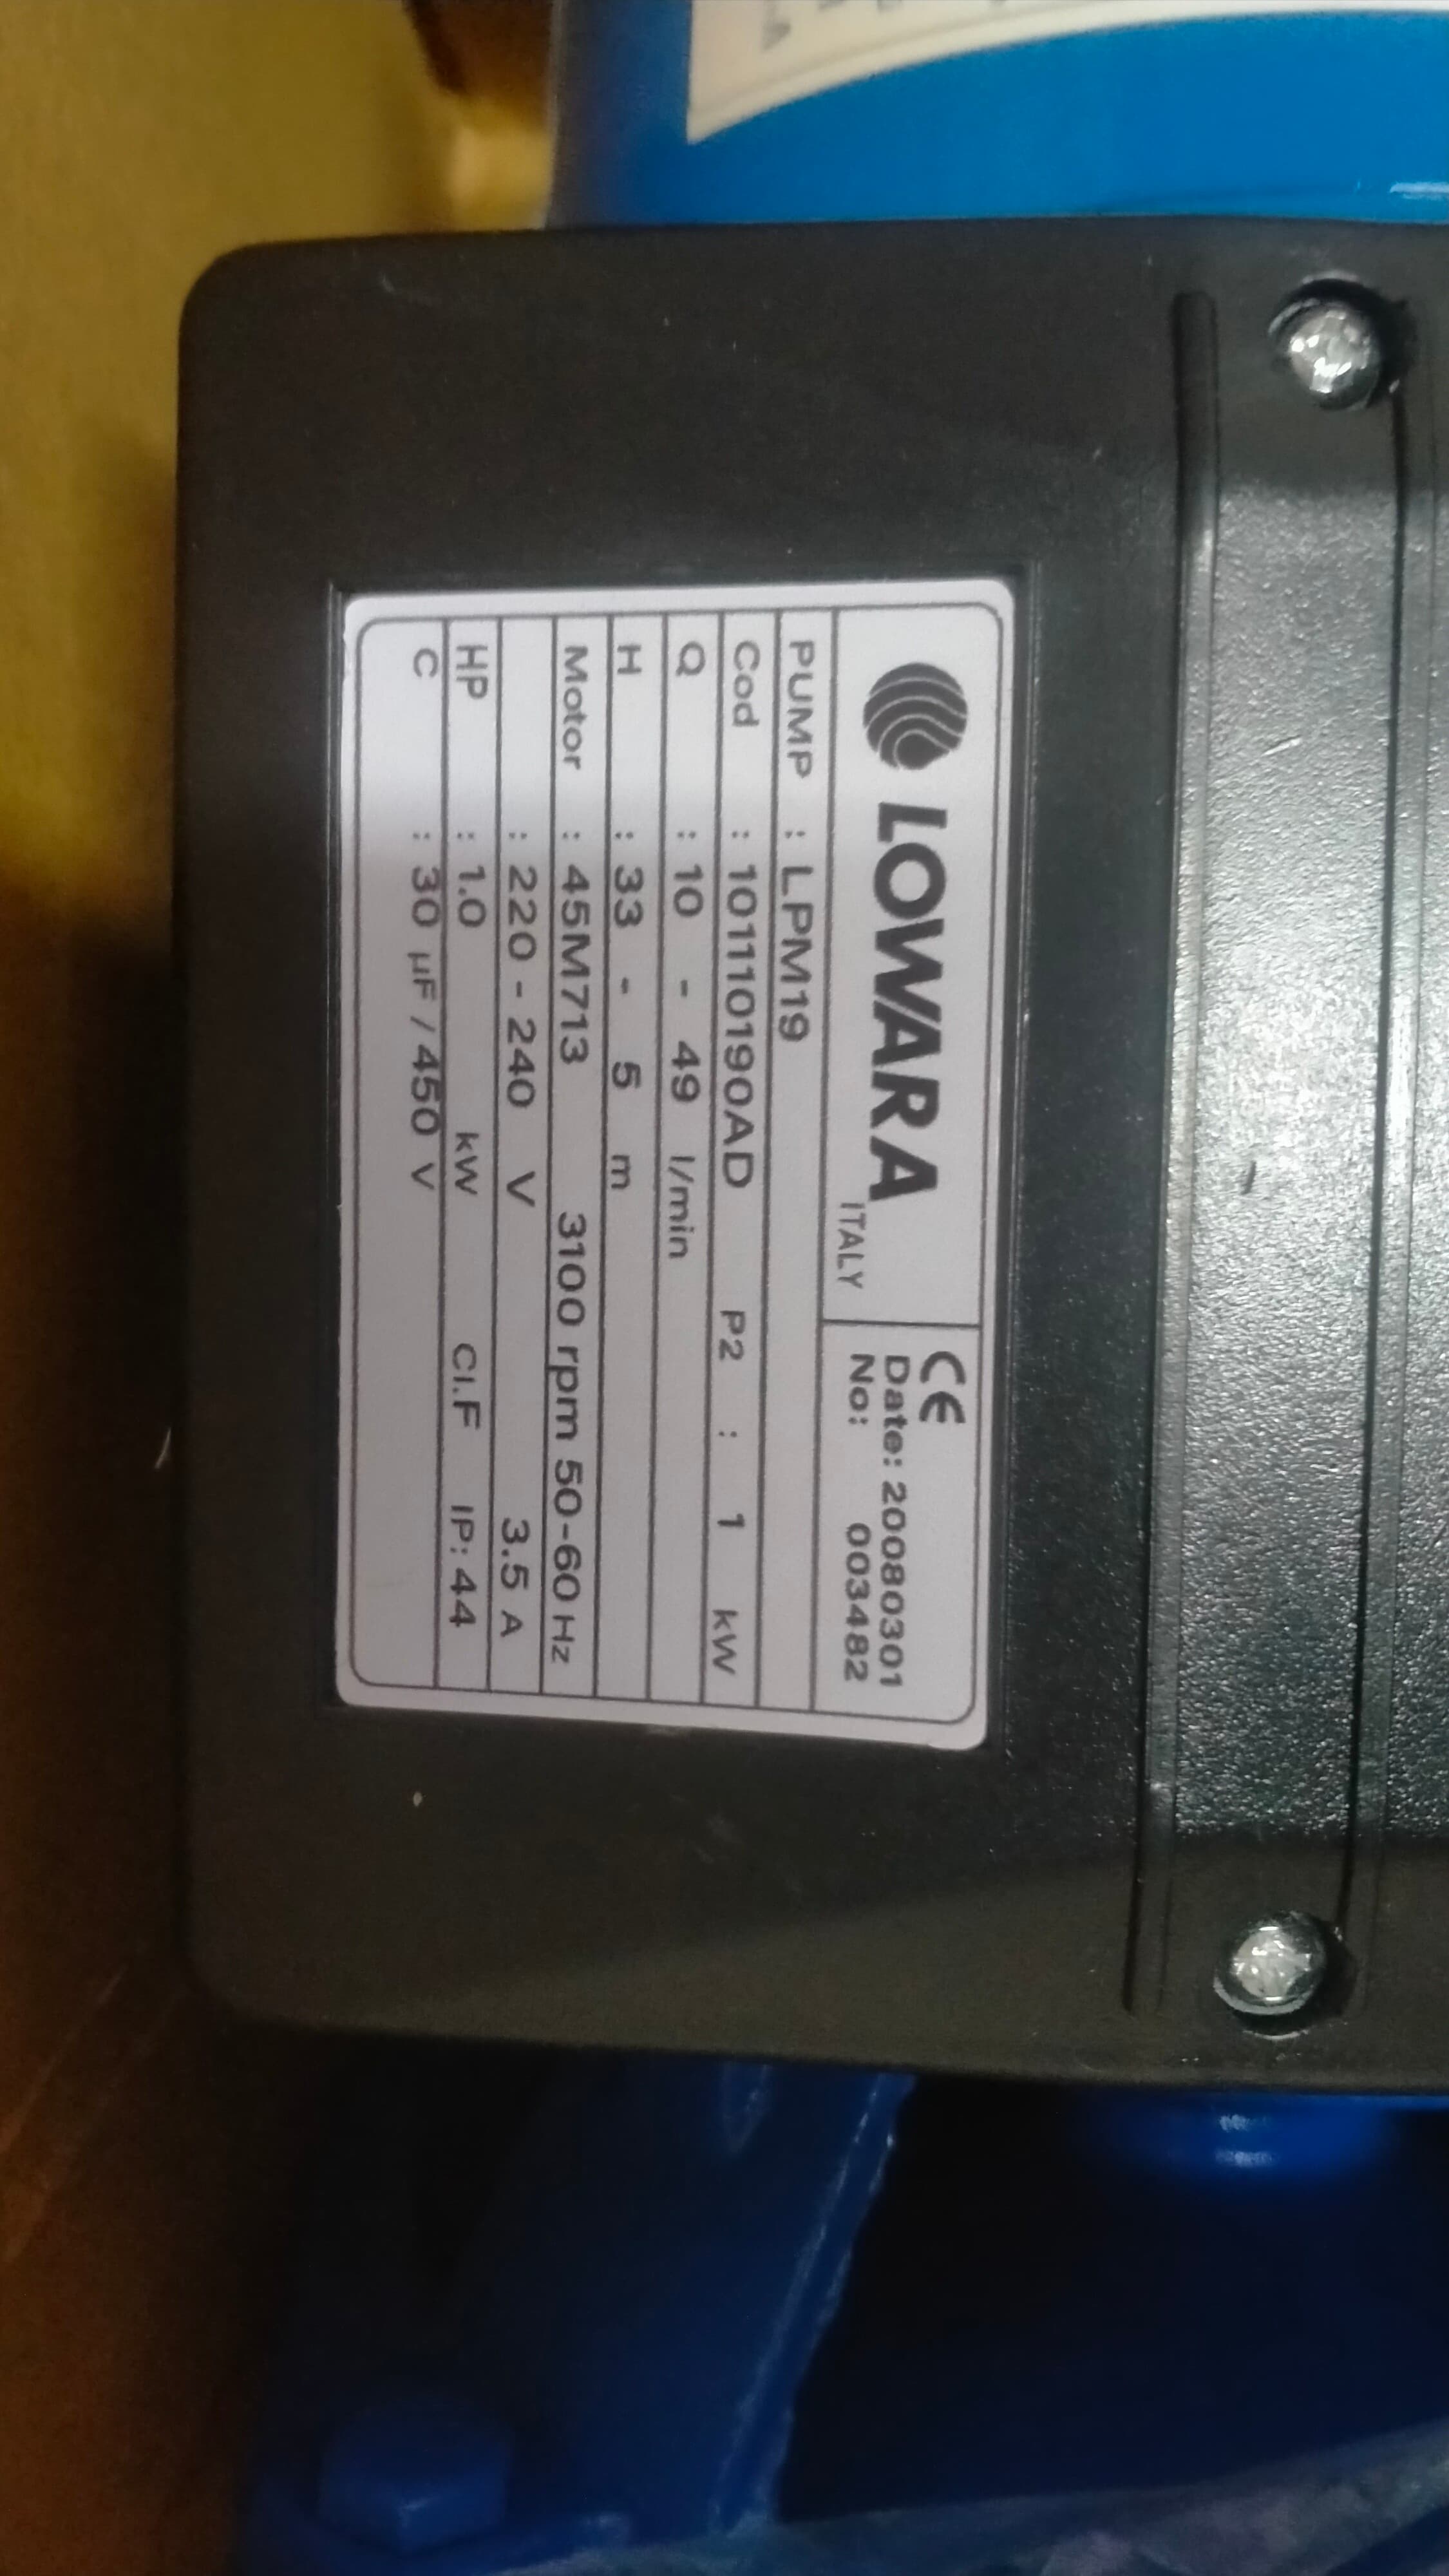 LOWARA
ITALY
CE
Date: 20080301
No: 003482
PUMP : LPM19
Cod : 101110190AD P2 : 1 kW
Q : 10 - 49 l/min
H : 33 - 5 m
Motor : 45M713 3100 rpm 50-60 Hz
: 220 - 240 V 3.5 A
HP : 1.0 kW Cl.F IP: 44
C : 30 µF / 450 V